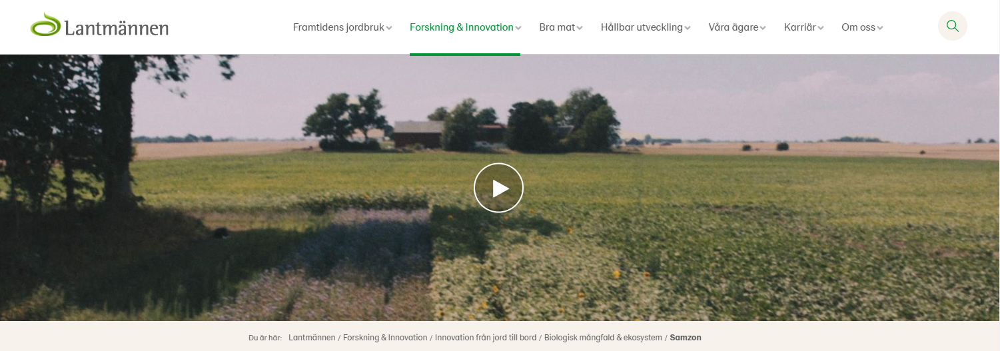 Lantmännen
Framtidens jordbruk Forskning & Innovation Bra mat Hållbar utveckling Våra ägare Karriär Om oss
Du är här: Lantmännen / Forskning & Innovation / Innovation från jord till bord / Biologisk mångfald & ekosystem / Samzon